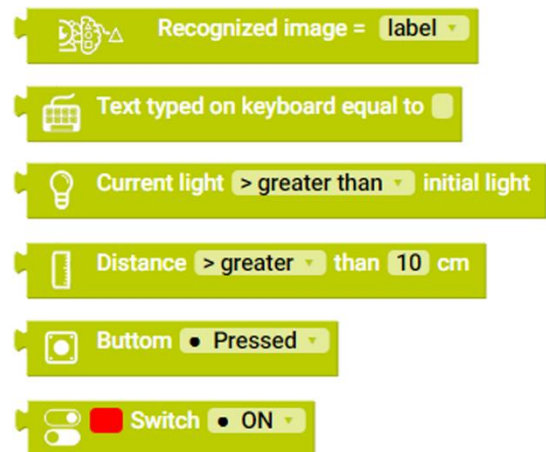 Recognized image = label
Text typed on keyboard equal to
Current light > greater than initial light
Distance > greater than 10 cm
Buttom • Pressed
Switch • ON